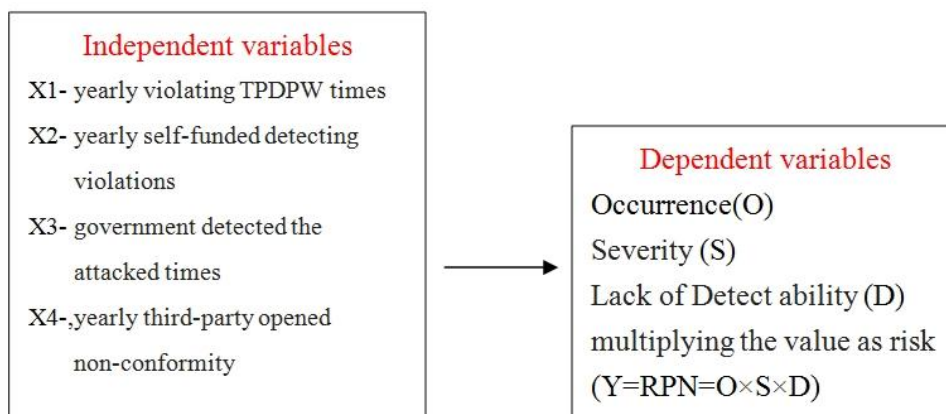 Independent variables
X1- yearly violating TPDPW times
X2- yearly self-funded detecting
violations
X3- government detected the
attacked times
X4-,yearly third-party opened
non-conformity
Dependent variables
Occurrence(O)
Severity (S)
Lack of Detect ability (D)
multiplying the value as risk
(Y=RPN=O×S×D)